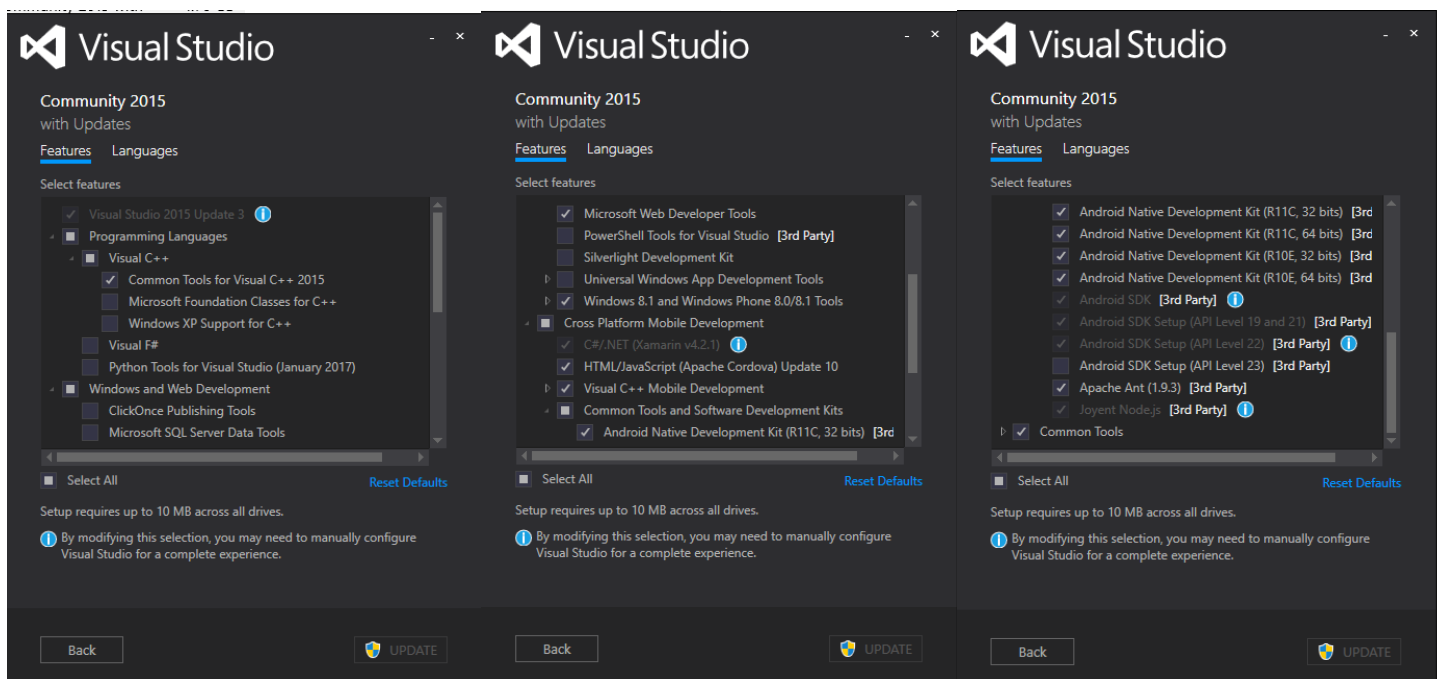 Visual Studio
Community 2015
with Updates
Features Languages
Select features
Visual Studio 2015 Update 3
Programming Languages
Visual C++
Common Tools for Visual C++ 2015
Microsoft Foundation Classes for C++
Windows XP Support for C++
Visual F#
Python Tools for Visual Studio (January 2017)
Windows and Web Development
ClickOnce Publishing Tools
Microsoft SQL Server Data Tools
Select All Reset Defaults
Setup requires up to 10 MB across all drives.
By modifying this selection, you may need to manually configure
Visual Studio for a complete experience.
Back UPDATE
Visual Studio
Community 2015
with Updates
Features Languages
Select features
Microsoft Web Developer Tools
PowerShell Tools for Visual Studio [3rd Party]
Silverlight Development Kit
Universal Windows App Development Tools
Windows 8.1 and Windows Phone 8.0/8.1 Tools
Cross Platform Mobile Development
C#/.NET (Xamarin v4.2.1)
HTML/JavaScript (Apache Cordova) Update 10
Visual C++ Mobile Development
Common Tools and Software Development Kits
Android Native Development Kit (R11C, 32 bits) [3rd
Select All Reset Defaults
Setup requires up to 10 MB across all drives.
By modifying this selection, you may need to manually configure
Visual Studio for a complete experience.
Back UPDATE
Visual Studio
Community 2015
with Updates
Features Languages
Select features
Android Native Development Kit (R11C, 32 bits) [3rd
Android Native Development Kit (R11C, 64 bits) [3rd
Android Native Development Kit (R10E, 32 bits) [3rd
Android Native Development Kit (R10E, 64 bits) [3rd
Android SDK [3rd Party]
Android SDK Setup (API Level 19 and 21) [3rd Party]
Android SDK Setup (API Level 22) [3rd Party]
Android SDK Setup (API Level 23) [3rd Party]
Apache Ant (1.9.3) [3rd Party]
Joyent Node.js [3rd Party]
Common Tools
Select All Reset Defaults
Setup requires up to 10 MB across all drives.
By modifying this selection, you may need to manually configure
Visual Studio for a complete experience.
Back UPDATE